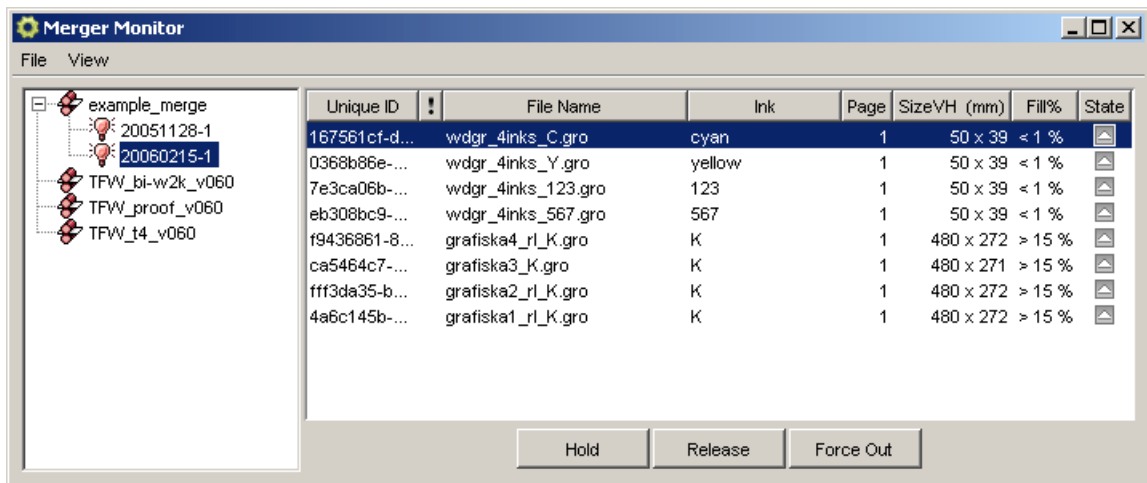 Merger Monitor
File View
example_merge
20051128-1
20060215-1
TFW_bi-w2k_v060
TFW_proof_v060
TFW_t4_v060
Unique ID ! File Name Ink Page SizeVH (mm) Fill% State
167561cf-d... wdgr_4inks_C.gro cyan 1 50 x 39 < 1 %
0368b86e-... wdgr_4inks_Y.gro yellow 1 50 x 39 < 1 %
7e3ca06b-... wdgr_4inks_123.gro 123 1 50 x 39 < 1 %
eb308bc9-... wdgr_4inks_567.gro 567 1 50 x 39 < 1 %
f9436861-8... grafiska4_rl_K.gro K 1 480 x 272 > 15 %
ca5464c7-... grafiska3_K.gro K 1 480 x 271 > 15 %
fff3da35-b... grafiska2_rl_K.gro K 1 480 x 272 > 15 %
4a6c145b-... grafiska1_rl_K.gro K 1 480 x 272 > 15 %
Hold Release Force Out